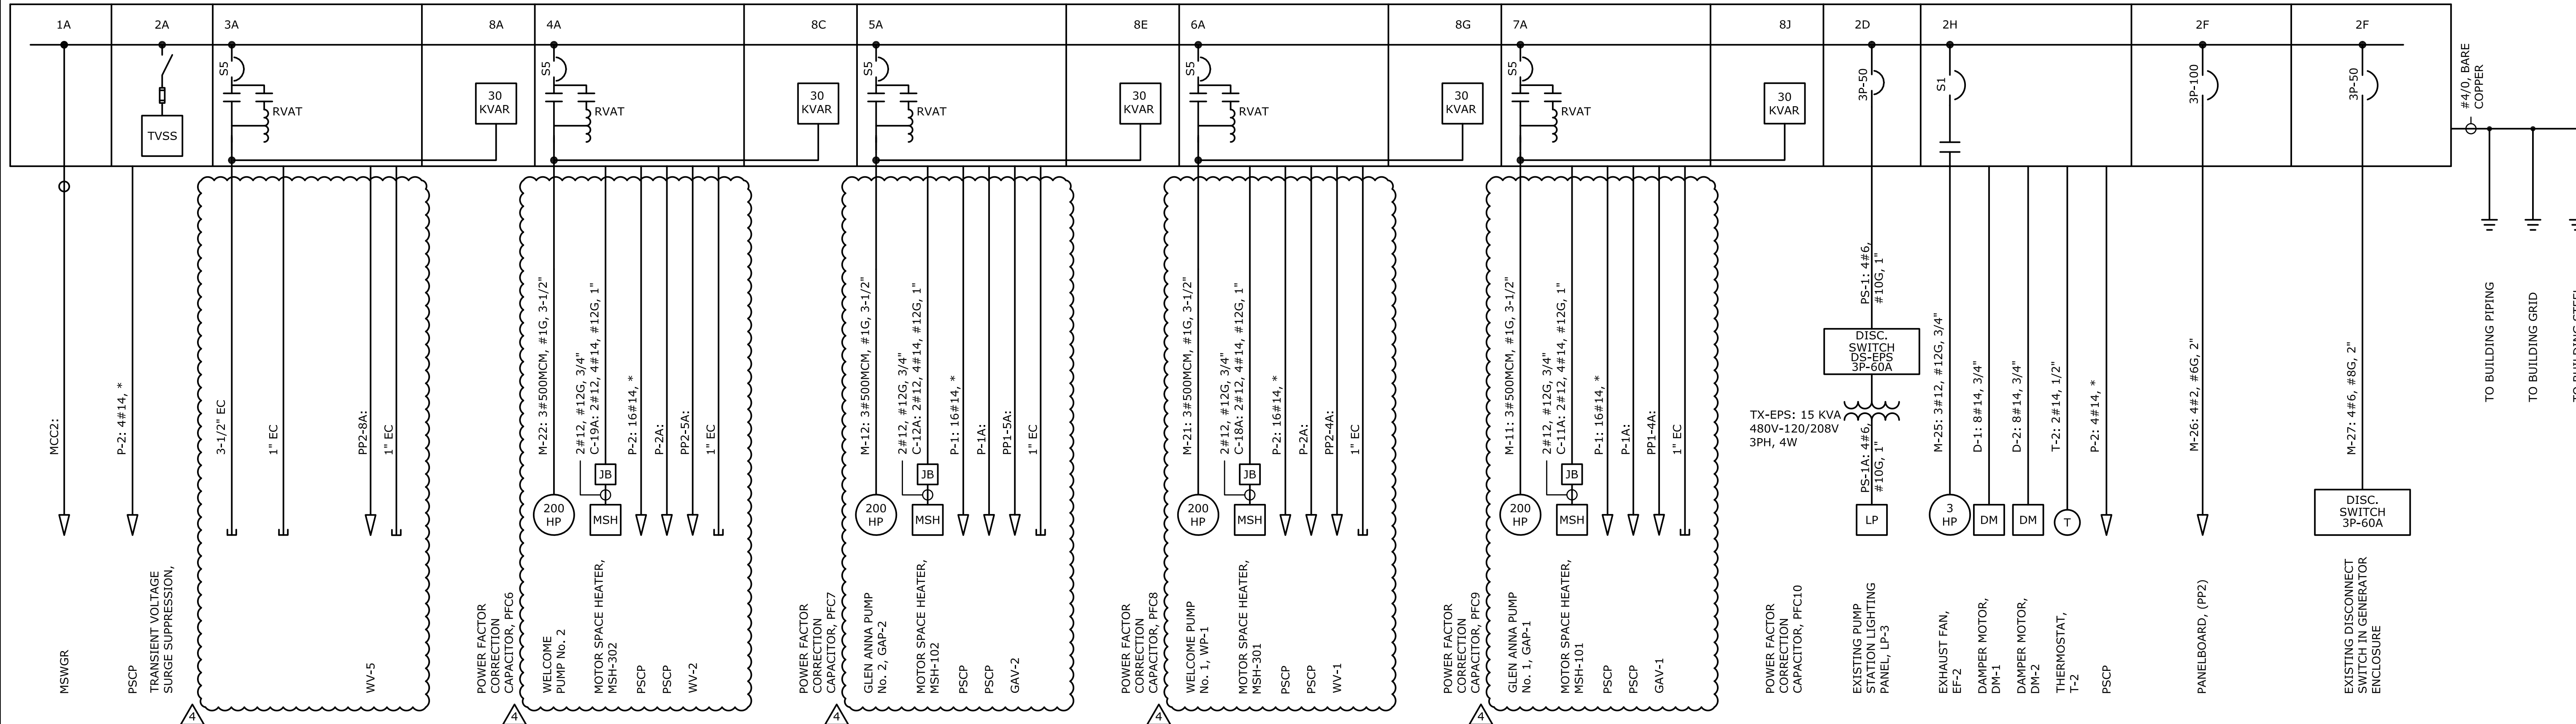 1A
2A
3A
8A
4A
8C
5A
8E
6A
8G
7A
8J
2D
2H
2F
2F
TVSS
S5
RVAT
30
KVAR
S5
RVAT
30
KVAR
S5
RVAT
30
KVAR
S5
RVAT
30
KVAR
S5
RVAT
30
KVAR
3P-50
S1
3P-100
3P-50
#4/0, BARE
COPPER
MCC2:
P-2: 4#14, *
3-1/2" EC
1" EC
PP2-8A:
1" EC
M-22: 3#500MCM, #1G, 3-1/2"
2#12, #12G, 3/4"
C-19A: 2#12, 4#14, #12G, 1"
P-2: 16#14, *
P-2A:
PP2-5A:
1" EC
M-12: 3#500MCM, #1G, 3-1/2"
2#12, #12G, 3/4"
C-12A: 2#12, 4#14, #12G, 1"
P-1: 16#14, *
P-1A:
PP1-5A:
1" EC
M-21: 3#500MCM, #1G, 3-1/2"
2#12, #12G, 3/4"
C-18A: 2#12, 4#14, #12G, 1"
P-2: 16#14, *
P-2A:
PP2-4A:
1" EC
M-11: 3#500MCM, #1G, 3-1/2"
2#12, #12G, 3/4"
C-11A: 2#12, 4#14, #12G, 1"
P-1: 16#14, *
P-1A:
PP1-4A:
1" EC
PS-1: 4#6,
#10G, 1"
DISC.
SWITCH
DS-EPS
3P-60A
TX-EPS: 15 KVA
480V-120/208V
3PH, 4W
PS-1A: 4#6,
#10G, 1"
M-25: 3#12, #12G, 3/4"
D-1: 8#14, 3/4"
D-2: 8#14, 3/4"
T-2: 2#14, 1/2"
P-2: 4#14, *
M-26: 4#2, #6G, 2"
M-27: 4#6, #8G, 2"
TO BUILDING PIPING
TO BUILDING GRID
TO BUILDING STEEL
200
HP
JB
MSH
200
HP
JB
MSH
200
HP
JB
MSH
200
HP
JB
MSH
LP
3
HP
DM
DM
T
DISC.
SWITCH
3P-60A
MSWGR
PSCP
TRANSIENT VOLTAGE
SURGE SUPPRESSION,
WV-5
POWER FACTOR
CORRECTION
CAPACITOR, PFC6
WELCOME
PUMP No. 2
MOTOR SPACE HEATER,
MSH-302
PSCP
PSCP
WV-2
POWER FACTOR
CORRECTION
CAPACITOR, PFC7
GLEN ANNA PUMP
No. 2, GAP-2
MOTOR SPACE HEATER,
MSH-102
PSCP
PSCP
GAV-2
POWER FACTOR
CORRECTION
CAPACITOR, PFC8
WELCOME PUMP
No. 1, WP-1
MOTOR SPACE HEATER,
MSH-301
PSCP
PSCP
WV-1
POWER FACTOR
CORRECTION
CAPACITOR, PFC9
GLEN ANNA PUMP
No. 1, GAP-1
MOTOR SPACE HEATER,
MSH-101
PSCP
PSCP
GAV-1
POWER FACTOR
CORRECTION
CAPACITOR, PFC10
EXISTING PUMP
STATION LIGHTING
PANEL, LP-3
EXHAUST FAN,
EF-2
DAMPER MOTOR,
DM-1
DAMPER MOTOR,
DM-2
THERMOSTAT,
T-2
PSCP
PANELBOARD, (PP2)
EXISTING DISCONNECT
SWITCH IN GENERATOR
ENCLOSURE
4
4
4
4
4